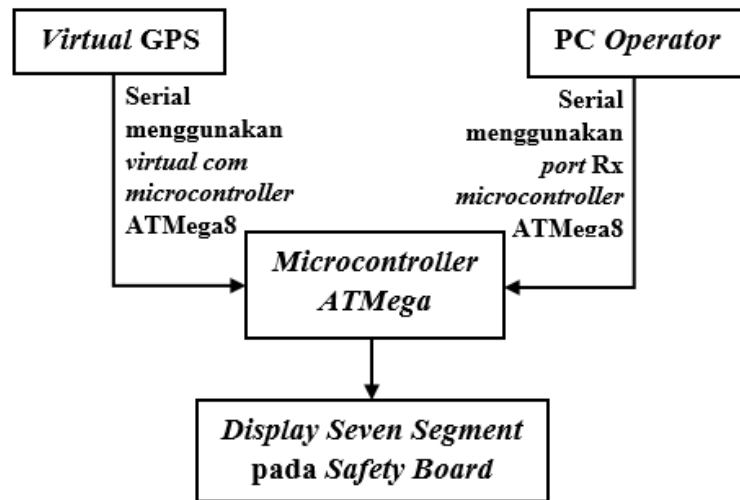 Virtual GPS
PC Operator
Serial
menggunakan
virtual com
microcontroller
ATMega8
Serial
menggunakan
port Rx
microcontroller
ATMega8
Microcontroller
ATMega
Display Seven Segment
pada Safety Board